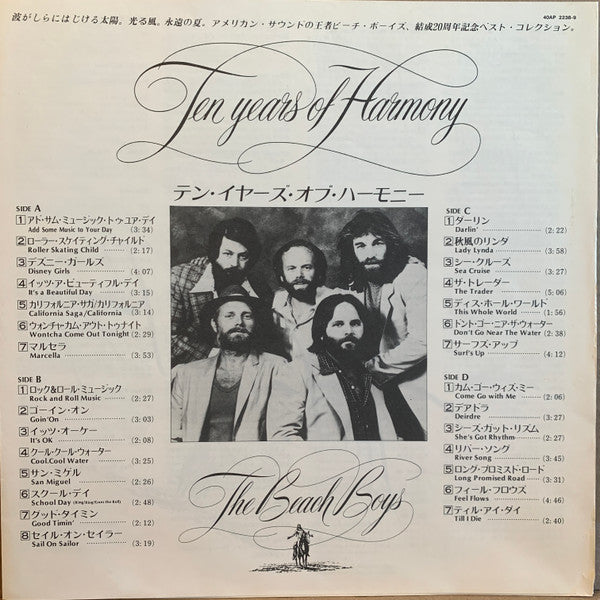 波がしらにはじける太陽。光る風。永遠の夏。アメリカン・サウンドの王者ビーチ・ボーイズ、結成20周年記念ベスト・コレクション。
40AP 2238-9
Ten years of Harmony
テン・イヤーズ・オブ・ハーモニー
SIDE A
1 アド・サム・ミュージック・トゥ・ユア・デイ
Add Some Music to Your Day (3:34)
2 ローラー・スケイティング・チャイルド
Roller Skating Child (2:17)
3 デズニー・ガールズ
Disney Girls (4:07)
4 イッツ・ア・ビューティフル・デイ
It's a Beautiful Day (3:15)
5 カリフォルニア・サガ/カリフォルニア
California Saga/California (3:14)
6 ウォンチャ・カム・アウト・トゥナイト
Wontcha Come Out Tonight (2:29)
7 マルセラ
Marcella (3:53)
SIDE B
1 ロック&ロール・ミュージック
Rock and Roll Music (2:27)
2 ゴーイン・オン
Goin'On (3:03)
3 イッツ・オーケー
It's OK (2:08)
4 クール・クール・ウォーター
Cool.Cool Water (3:25)
5 サン・ミゲル
San Miguel (2:26)
6 スクール・デイ
School Day (Ring!Ring!Goes the Bell) (2:48)
7 グッド・タイミン
Good Timin' (2:12)
8 セイル・オン・セイラー
Sail On Sailor (3:19)
SIDE C
1 ダーリン
Darlin' (2:22)
2 秋風のリンダ
Lady Lynda (3:58)
3 シー・クルーズ
Sea Cruise (3:27)
4 ザ・トレーダー
The Trader (5:06)
5 ディス・ホール・ワールド
This Whole World (1:56)
6 ドント・ゴー・ニア・ザ・ウォーター
Don't Go Near The Water (2:38)
7 サーフズ・アップ
Surf's Up (4:12)
SIDE D
1 カム・ゴー・ウィズ・ミー
Come Go with Me (2:06)
2 デアドラ
Deirdre (3:27)
3 シーズ・ガット・リズム
She's Got Rhythm (2:27)
4 リバー・ソング
River Song (3:45)
5 ロング・プロミスト・ロード
Long Promised Road (3:31)
6 フィール・フロウズ
Feel Flows (4:46)
7 ティル・アイ・ダイ
Till I Die (2:40)
The Beach Boys